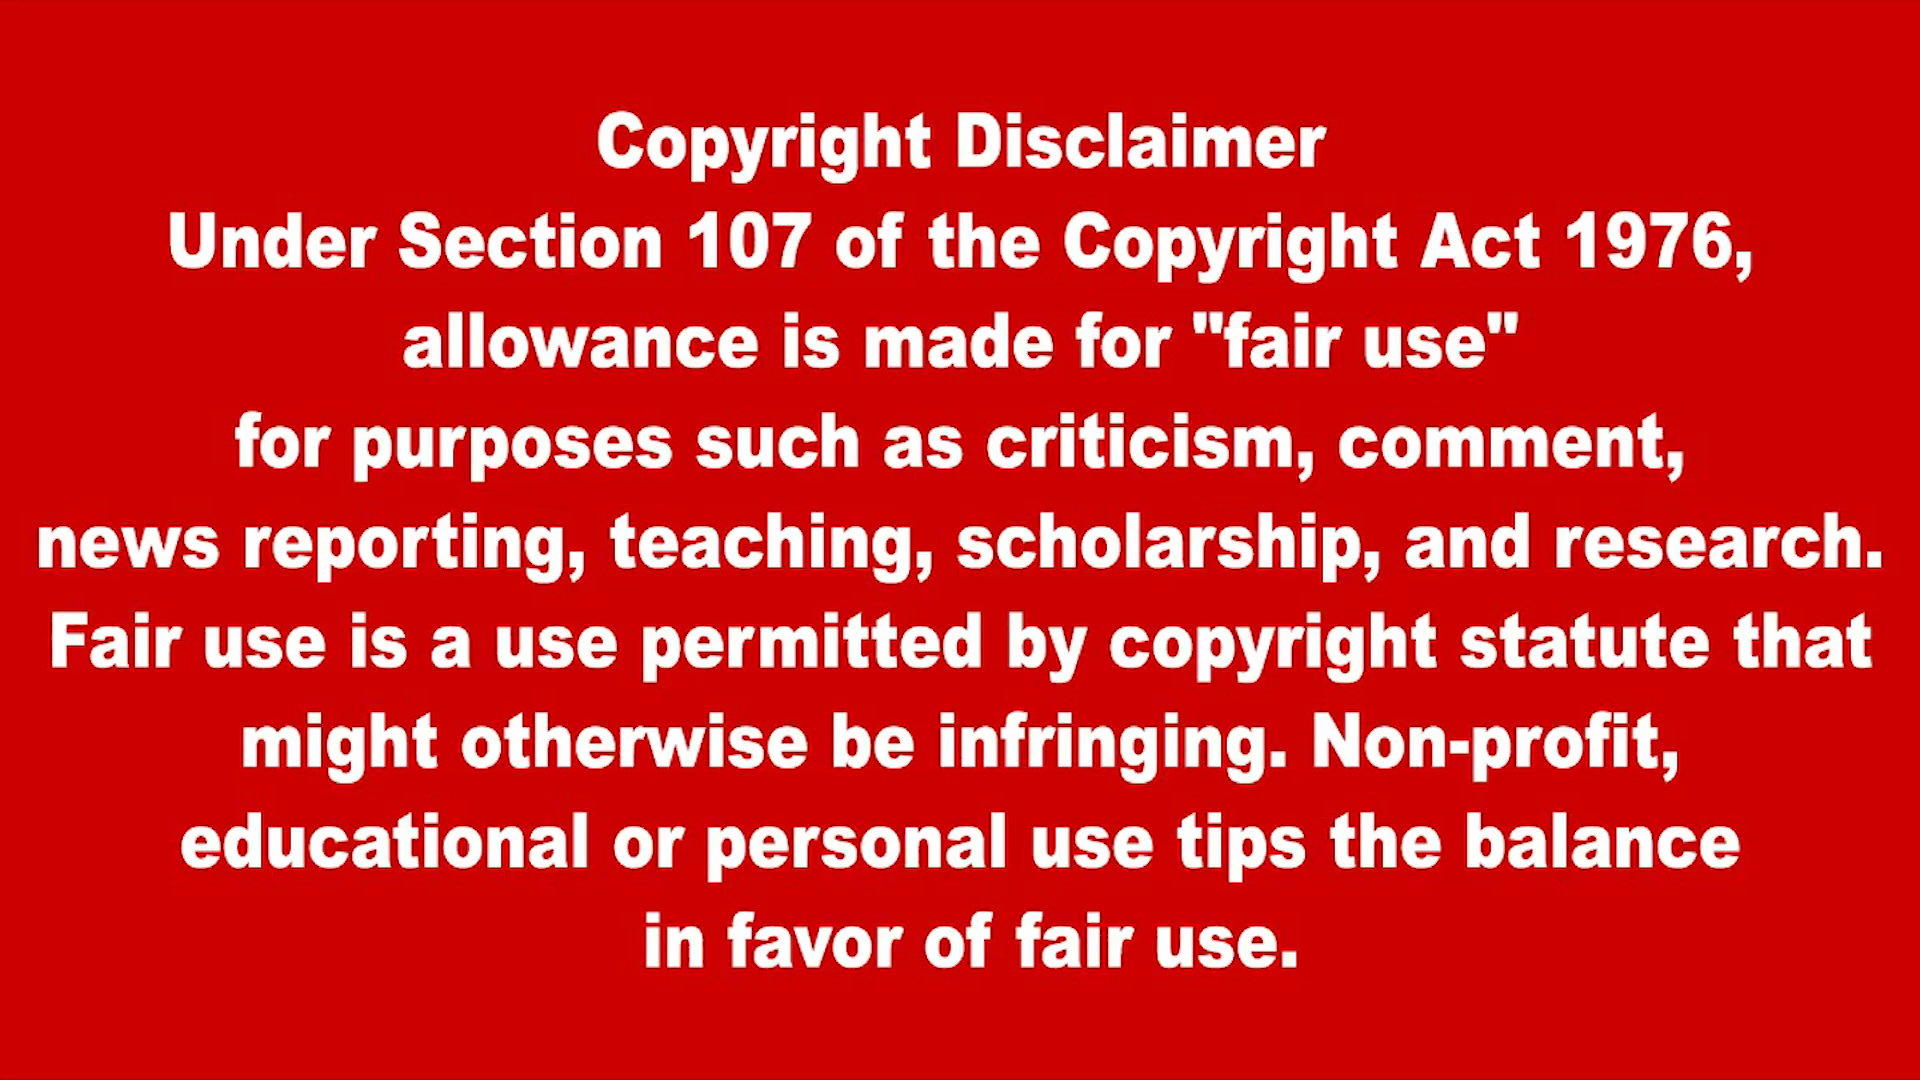 Copyright Disclaimer
Under Section 107 of the Copyright Act 1976,
allowance is made for "fair use"
for purposes such as criticism, comment,
news reporting, teaching, scholarship, and research.
Fair use is a use permitted by copyright statute that
might otherwise be infringing. Non-profit,
educational or personal use tips the balance
in favor of fair use.